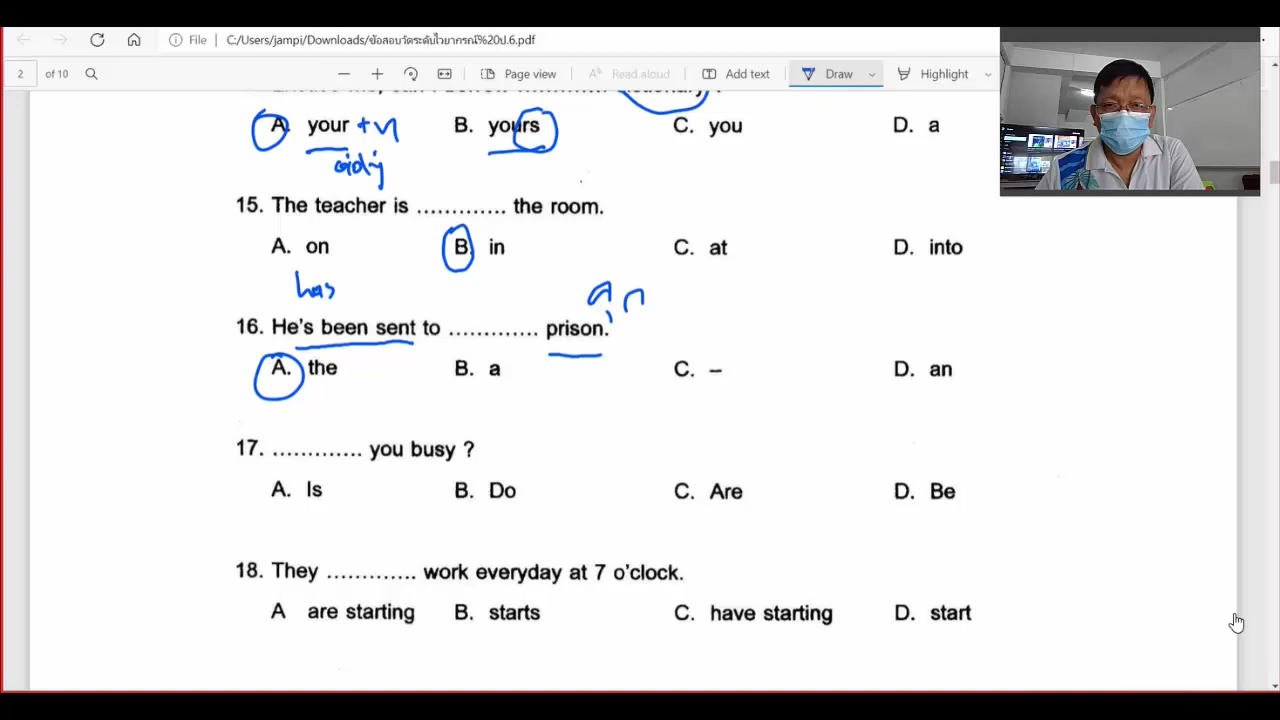 File C:/Users/jampi/Downloads/ข้อสอบวัดระดับไวยากรณ์%20ป.6.pdf
2 of 10 Page view Read aloud Add text Draw Highlight
A. your +n B. yours C. you D. a
15. The teacher is ............. the room.
A. on B. in C. at D. into
has
16. He's been sent to ............. prison.
A. the B. a C. – D. an
17. ............. you busy ?
A. Is B. Do C. Are D. Be
18. They ............. work everyday at 7 o'clock.
A are starting B. starts C. have starting D. start